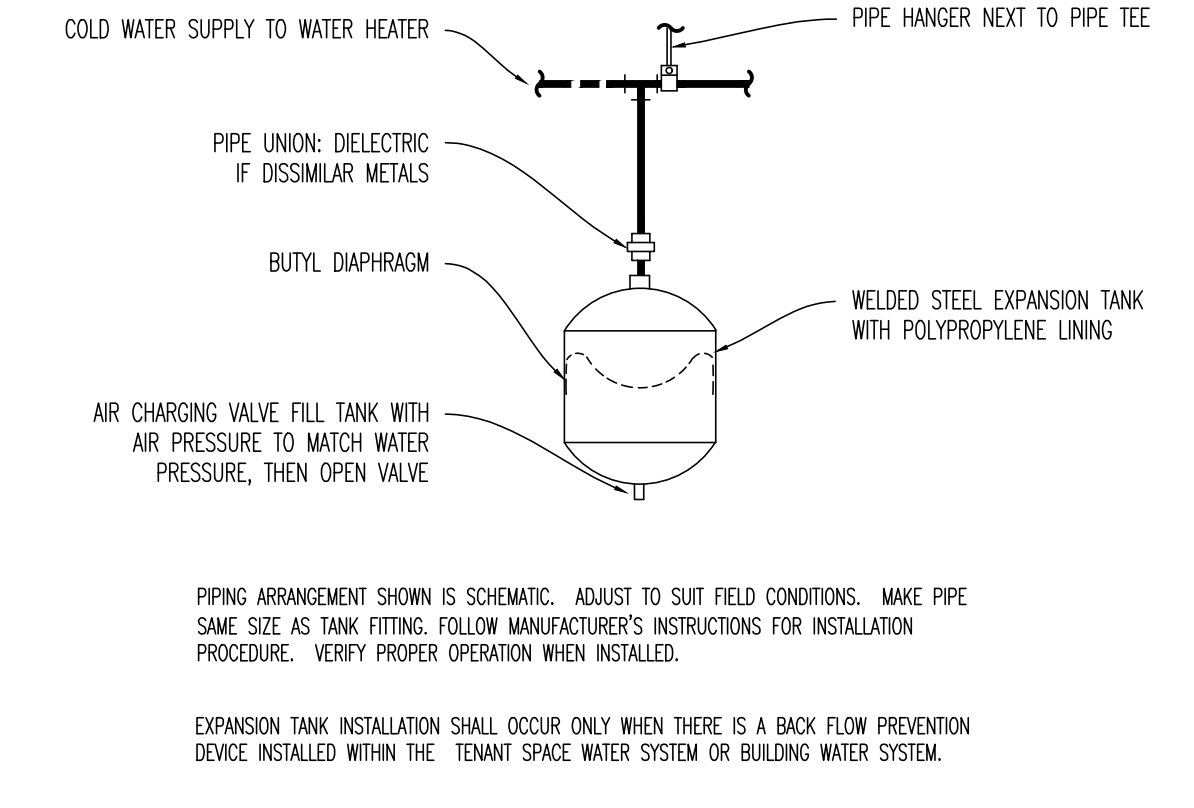 COLD WATER SUPPLY TO WATER HEATER
PIPE HANGER NEXT TO PIPE TEE
PIPE UNION: DIELECTRIC
IF DISSIMILAR METALS
BUTYL DIAPHRAGM
WELDED STEEL EXPANSION TANK
WITH POLYPROPYLENE LINING
AIR CHARGING VALVE FILL TANK WITH
AIR PRESSURE TO MATCH WATER
PRESSURE, THEN OPEN VALVE
PIPING ARRANGEMENT SHOWN IS SCHEMATIC. ADJUST TO SUIT FIELD CONDITIONS. MAKE PIPE
SAME SIZE AS TANK FITTING. FOLLOW MANUFACTURER'S INSTRUCTIONS FOR INSTALLATION
PROCEDURE. VERIFY PROPER OPERATION WHEN INSTALLED.
EXPANSION TANK INSTALLATION SHALL OCCUR ONLY WHEN THERE IS A BACK FLOW PREVENTION
DEVICE INSTALLED WITHIN THE TENANT SPACE WATER SYSTEM OR BUILDING WATER SYSTEM.